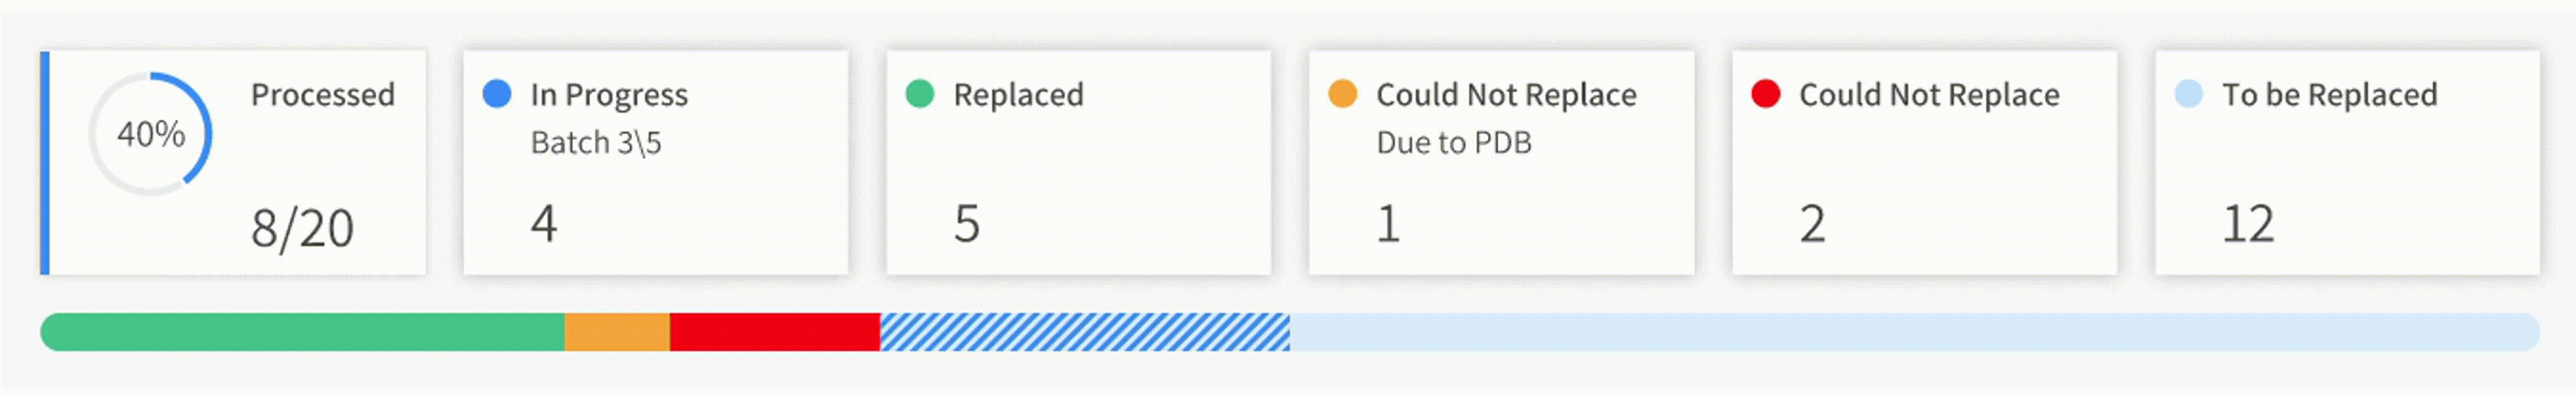 40%
Processed
8/20
In Progress
Batch 3\5
4
Replaced
5
Could Not Replace
Due to PDB
1
Could Not Replace
2
To be Replaced
12